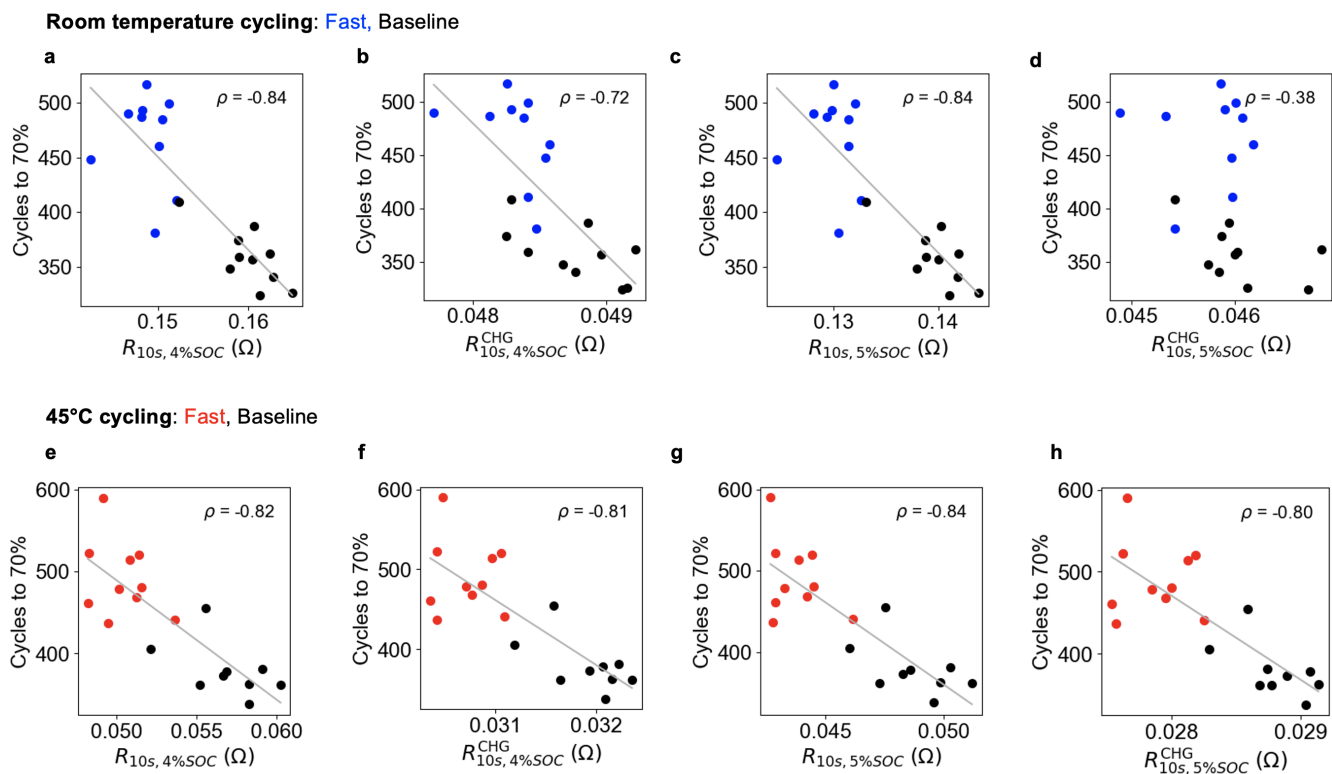 Room temperature cycling: Fast, Baseline
a
b
c
d
ρ = -0.84
ρ = -0.72
ρ = -0.84
ρ = -0.38
500
450
400
350
500
450
400
350
500
450
400
350
500
450
400
350
Cycles to 70%
Cycles to 70%
Cycles to 70%
Cycles to 70%
0.15 0.16
0.048 0.049
0.13 0.14
0.045 0.046
R10s, 4%SOC (Ω)
RCHG10s, 4%SOC (Ω)
R10s, 5%SOC (Ω)
RCHG10s, 5%SOC (Ω)
45°C cycling: Fast, Baseline
e
f
g
h
ρ = -0.82
ρ = -0.81
ρ = -0.84
ρ = -0.80
600
500
400
600
500
400
600
500
400
600
500
400
Cycles to 70%
Cycles to 70%
Cycles to 70%
Cycles to 70%
0.050 0.055 0.060
0.031 0.032
0.045 0.050
0.028 0.029
R10s, 4%SOC (Ω)
RCHG10s, 4%SOC (Ω)
R10s, 5%SOC (Ω)
RCHG10s, 5%SOC (Ω)